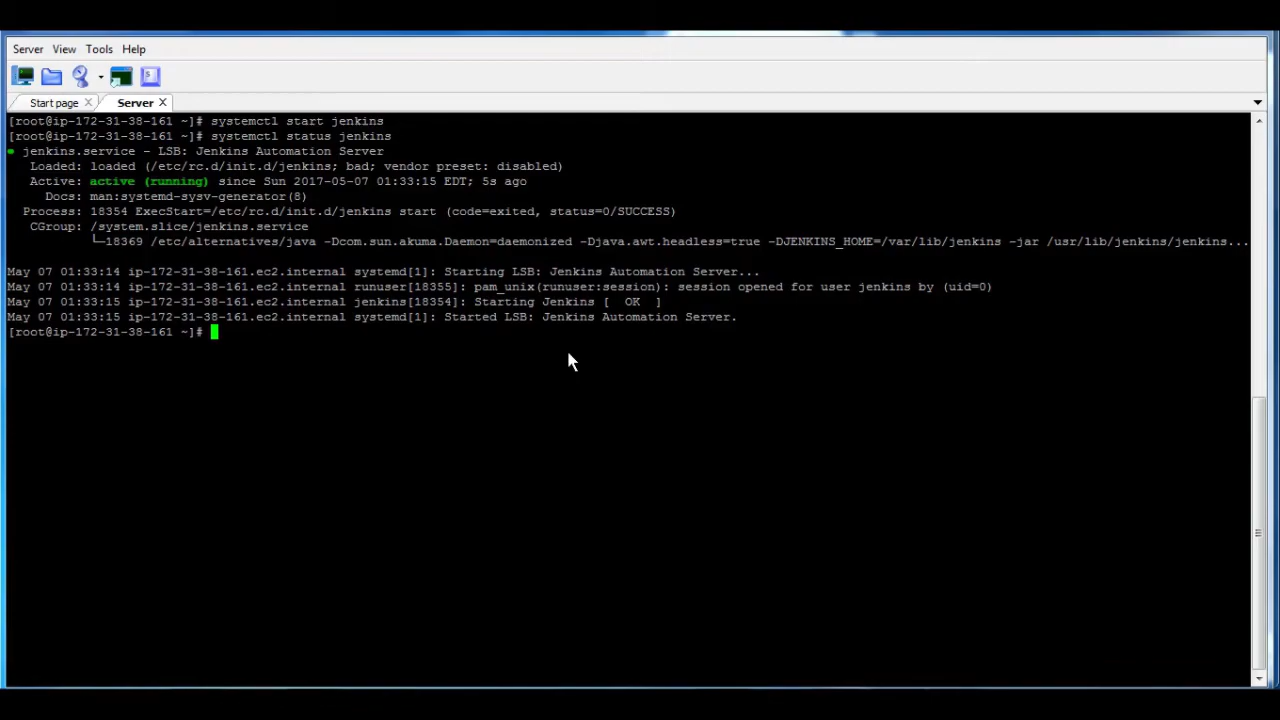 Server View Tools Help
Start page Server
[root@ip-172-31-38-161 ~]# systemctl start jenkins
[root@ip-172-31-38-161 ~]# systemctl status jenkins
● jenkins.service - LSB: Jenkins Automation Server
Loaded: loaded (/etc/rc.d/init.d/jenkins; bad; vendor preset: disabled)
Active: active (running) since Sun 2017-05-07 01:33:15 EDT; 5s ago
Docs: man:systemd-sysv-generator(8)
Process: 18354 ExecStart=/etc/rc.d/init.d/jenkins start (code=exited, status=0/SUCCESS)
CGroup: /system.slice/jenkins.service
└─18369 /etc/alternatives/java -Dcom.sun.akuma.Daemon=daemonized -Djava.awt.headless=true -DJENKINS_HOME=/var/lib/jenkins -jar /usr/lib/jenkins/jenkins...
May 07 01:33:14 ip-172-31-38-161.ec2.internal systemd[1]: Starting LSB: Jenkins Automation Server...
May 07 01:33:14 ip-172-31-38-161.ec2.internal runuser[18355]: pam_unix(runuser:session): session opened for user jenkins by (uid=0)
May 07 01:33:15 ip-172-31-38-161.ec2.internal jenkins[18354]: Starting Jenkins [  OK  ]
May 07 01:33:15 ip-172-31-38-161.ec2.internal systemd[1]: Started LSB: Jenkins Automation Server.
[root@ip-172-31-38-161 ~]#